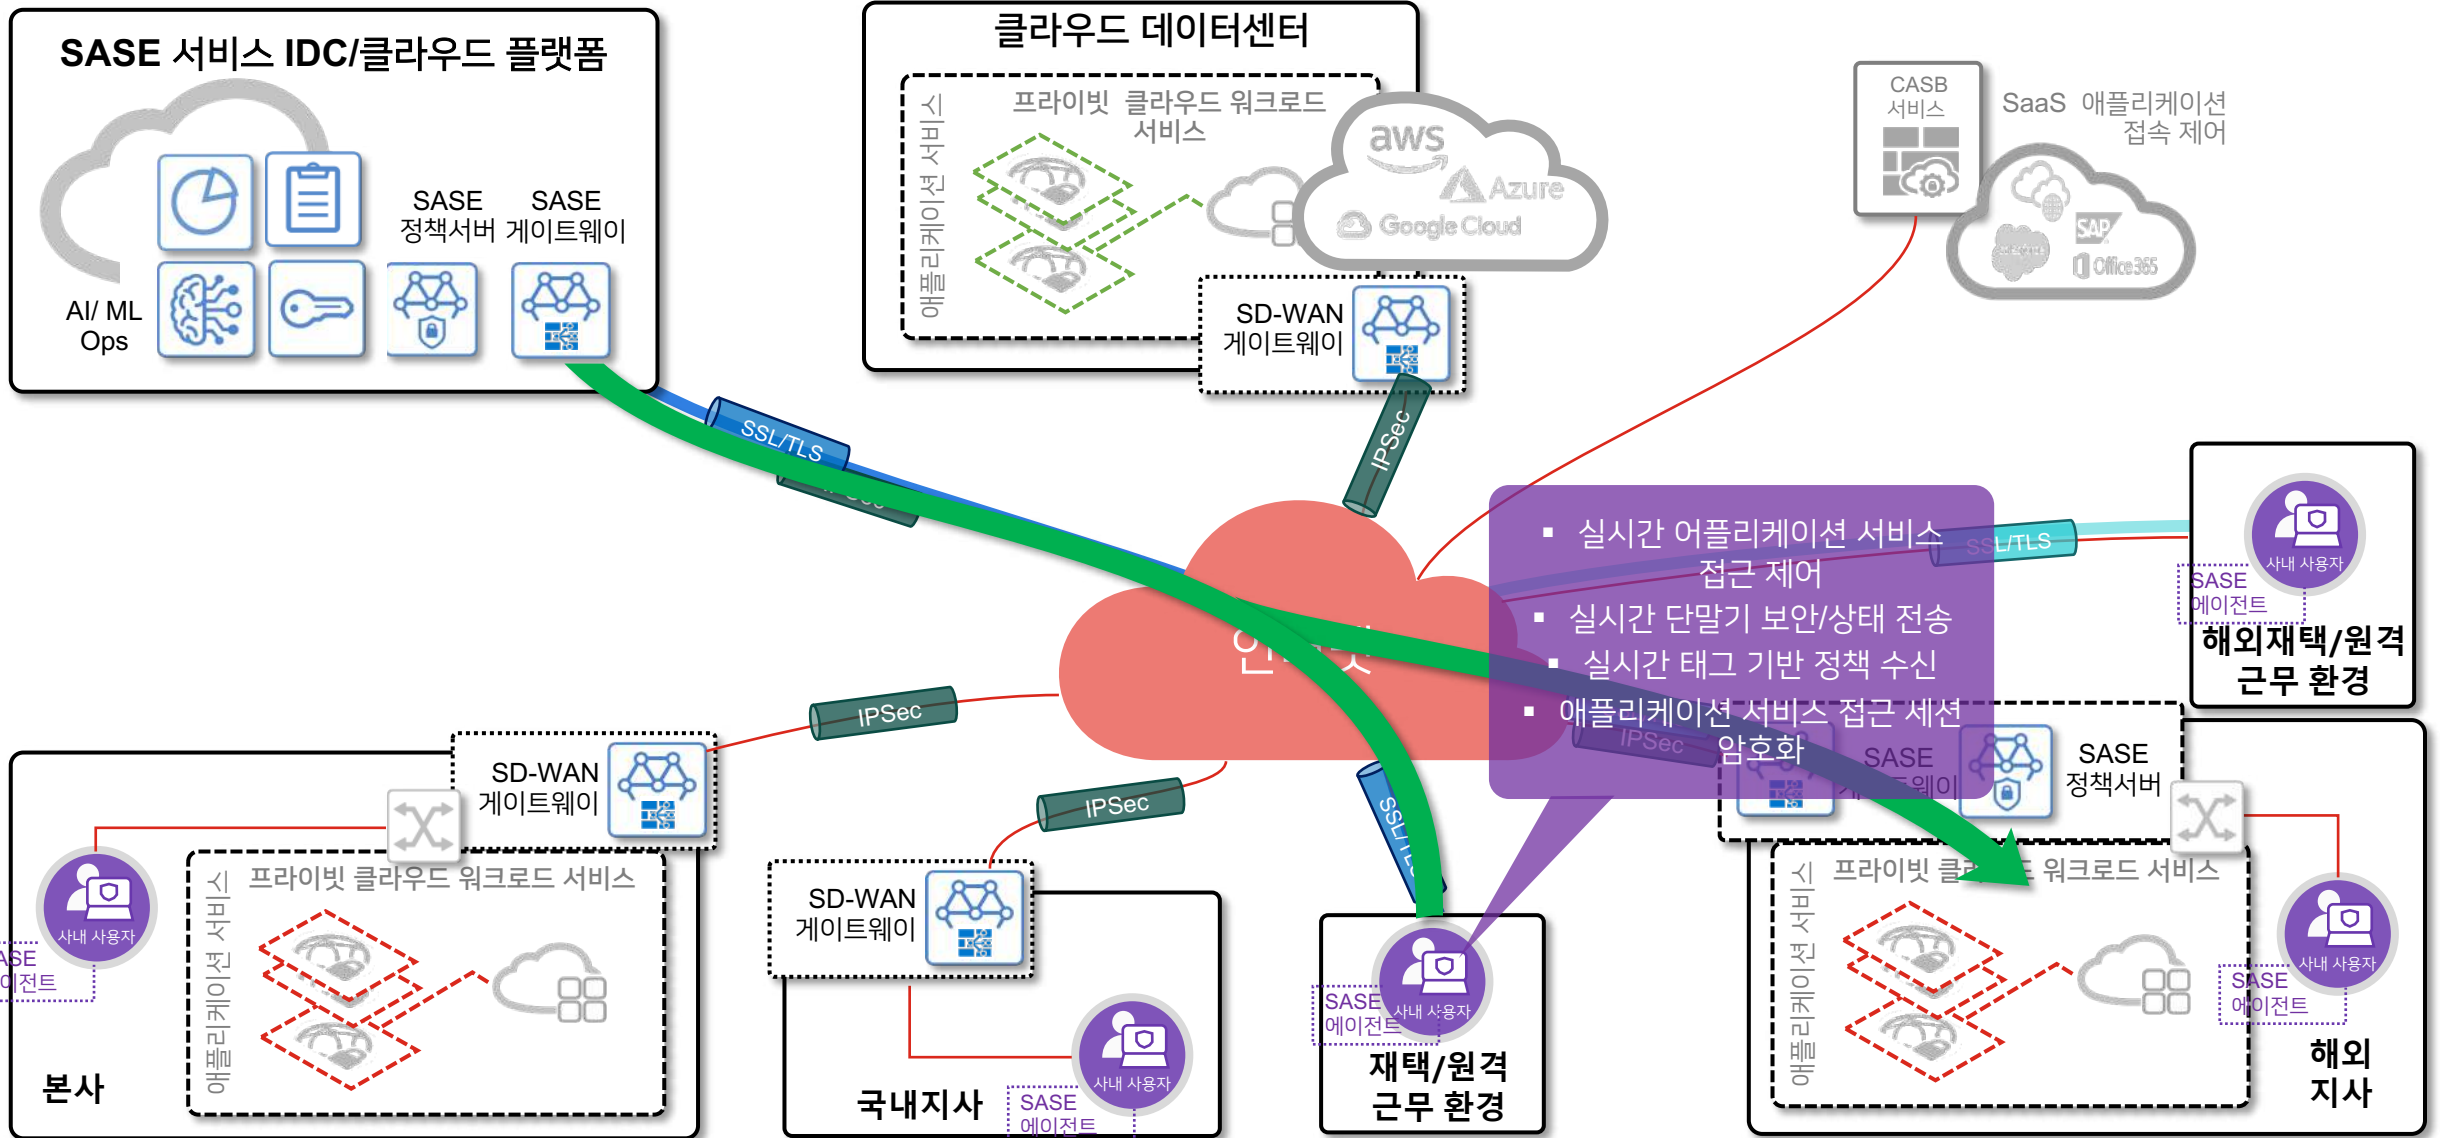 SASE 서비스 IDC/클라우드 플랫폼
SASE
정책서버
SASE
게이트웨이
AI/ ML
Ops
클라우드 데이터센터
애플리케이션 서비스
프라이빗 클라우드 워크로드
서비스
aws
Azure
Google Cloud
SD-WAN
게이트웨이
CASB
서비스
SaaS 애플리케이션
접속 제어
SAP
Office 365
SSL/TLS
IPSec
IPSec
▪ 실시간 어플리케이션 서비스
접근 제어
▪ 실시간 단말기 보안/상태 전송
▪ 실시간 태그 기반 정책 수신
▪ 애플리케이션 서비스 접근 세션
암호화
SSL/TLS
사내 사용자
SASE
에이전트
해외재택/원격
근무 환경
IPSec
SD-WAN
게이트웨이
애플리케이션 서비스
프라이빗 클라우드 워크로드 서비스
사내 사용자
에이전트
본사
IPSec
SD-WAN
게이트웨이
사내 사용자
SASE
에이전트
국내지사
SSL/TLS
사내 사용자
SASE
에이전트
재택/원격
근무 환경
IPSec
SASE
SASE
정책서버
애플리케이션 서비스
프라이빗 워크로드 서비스
사내 사용자
SASE
에이전트
해외
지사